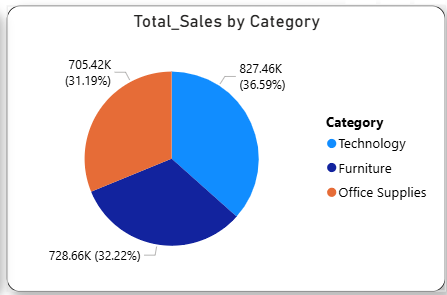 Total_Sales by Category
705.42K
(31.19%)
827.46K
(36.59%)
Category
Technology
Furniture
Office Supplies
728.66K (32.22%)